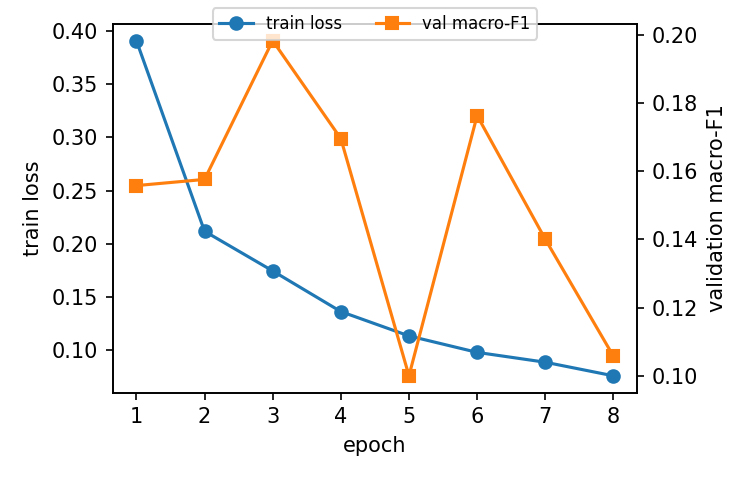 train loss val macro-F1
0.40
0.35
0.30
0.25
0.20
0.15
0.10
train loss
0.20
0.18
0.16
0.14
0.12
0.10
validation macro-F1
1 2 3 4 5 6 7 8
epoch